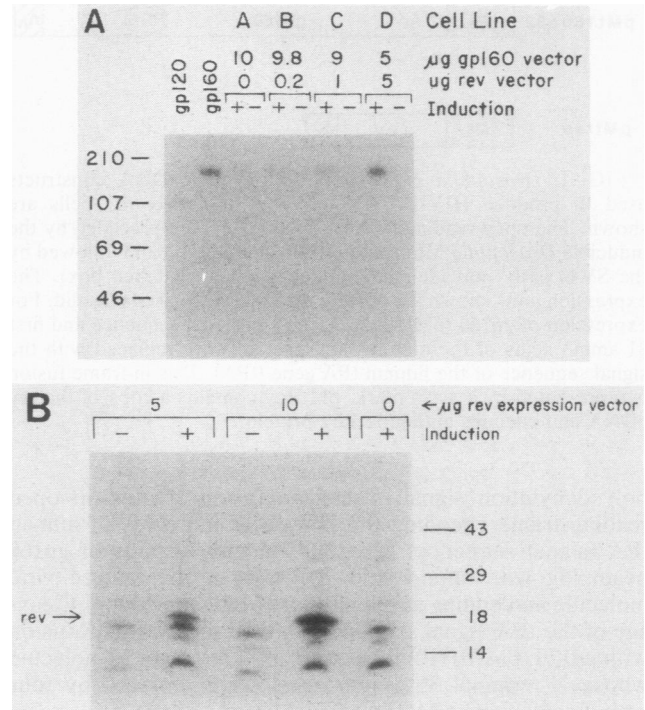 A
A B C D Cell Line
10 9.8 9 5 µg gp160 vector
0 0.2 1 5 ug rev vector
+ − + − + − + − Induction
gp120
gp160
210
107
69
46
B
5 10 0 ←µg rev expression vector
− + − + + Induction
43
29
rev → 18
14